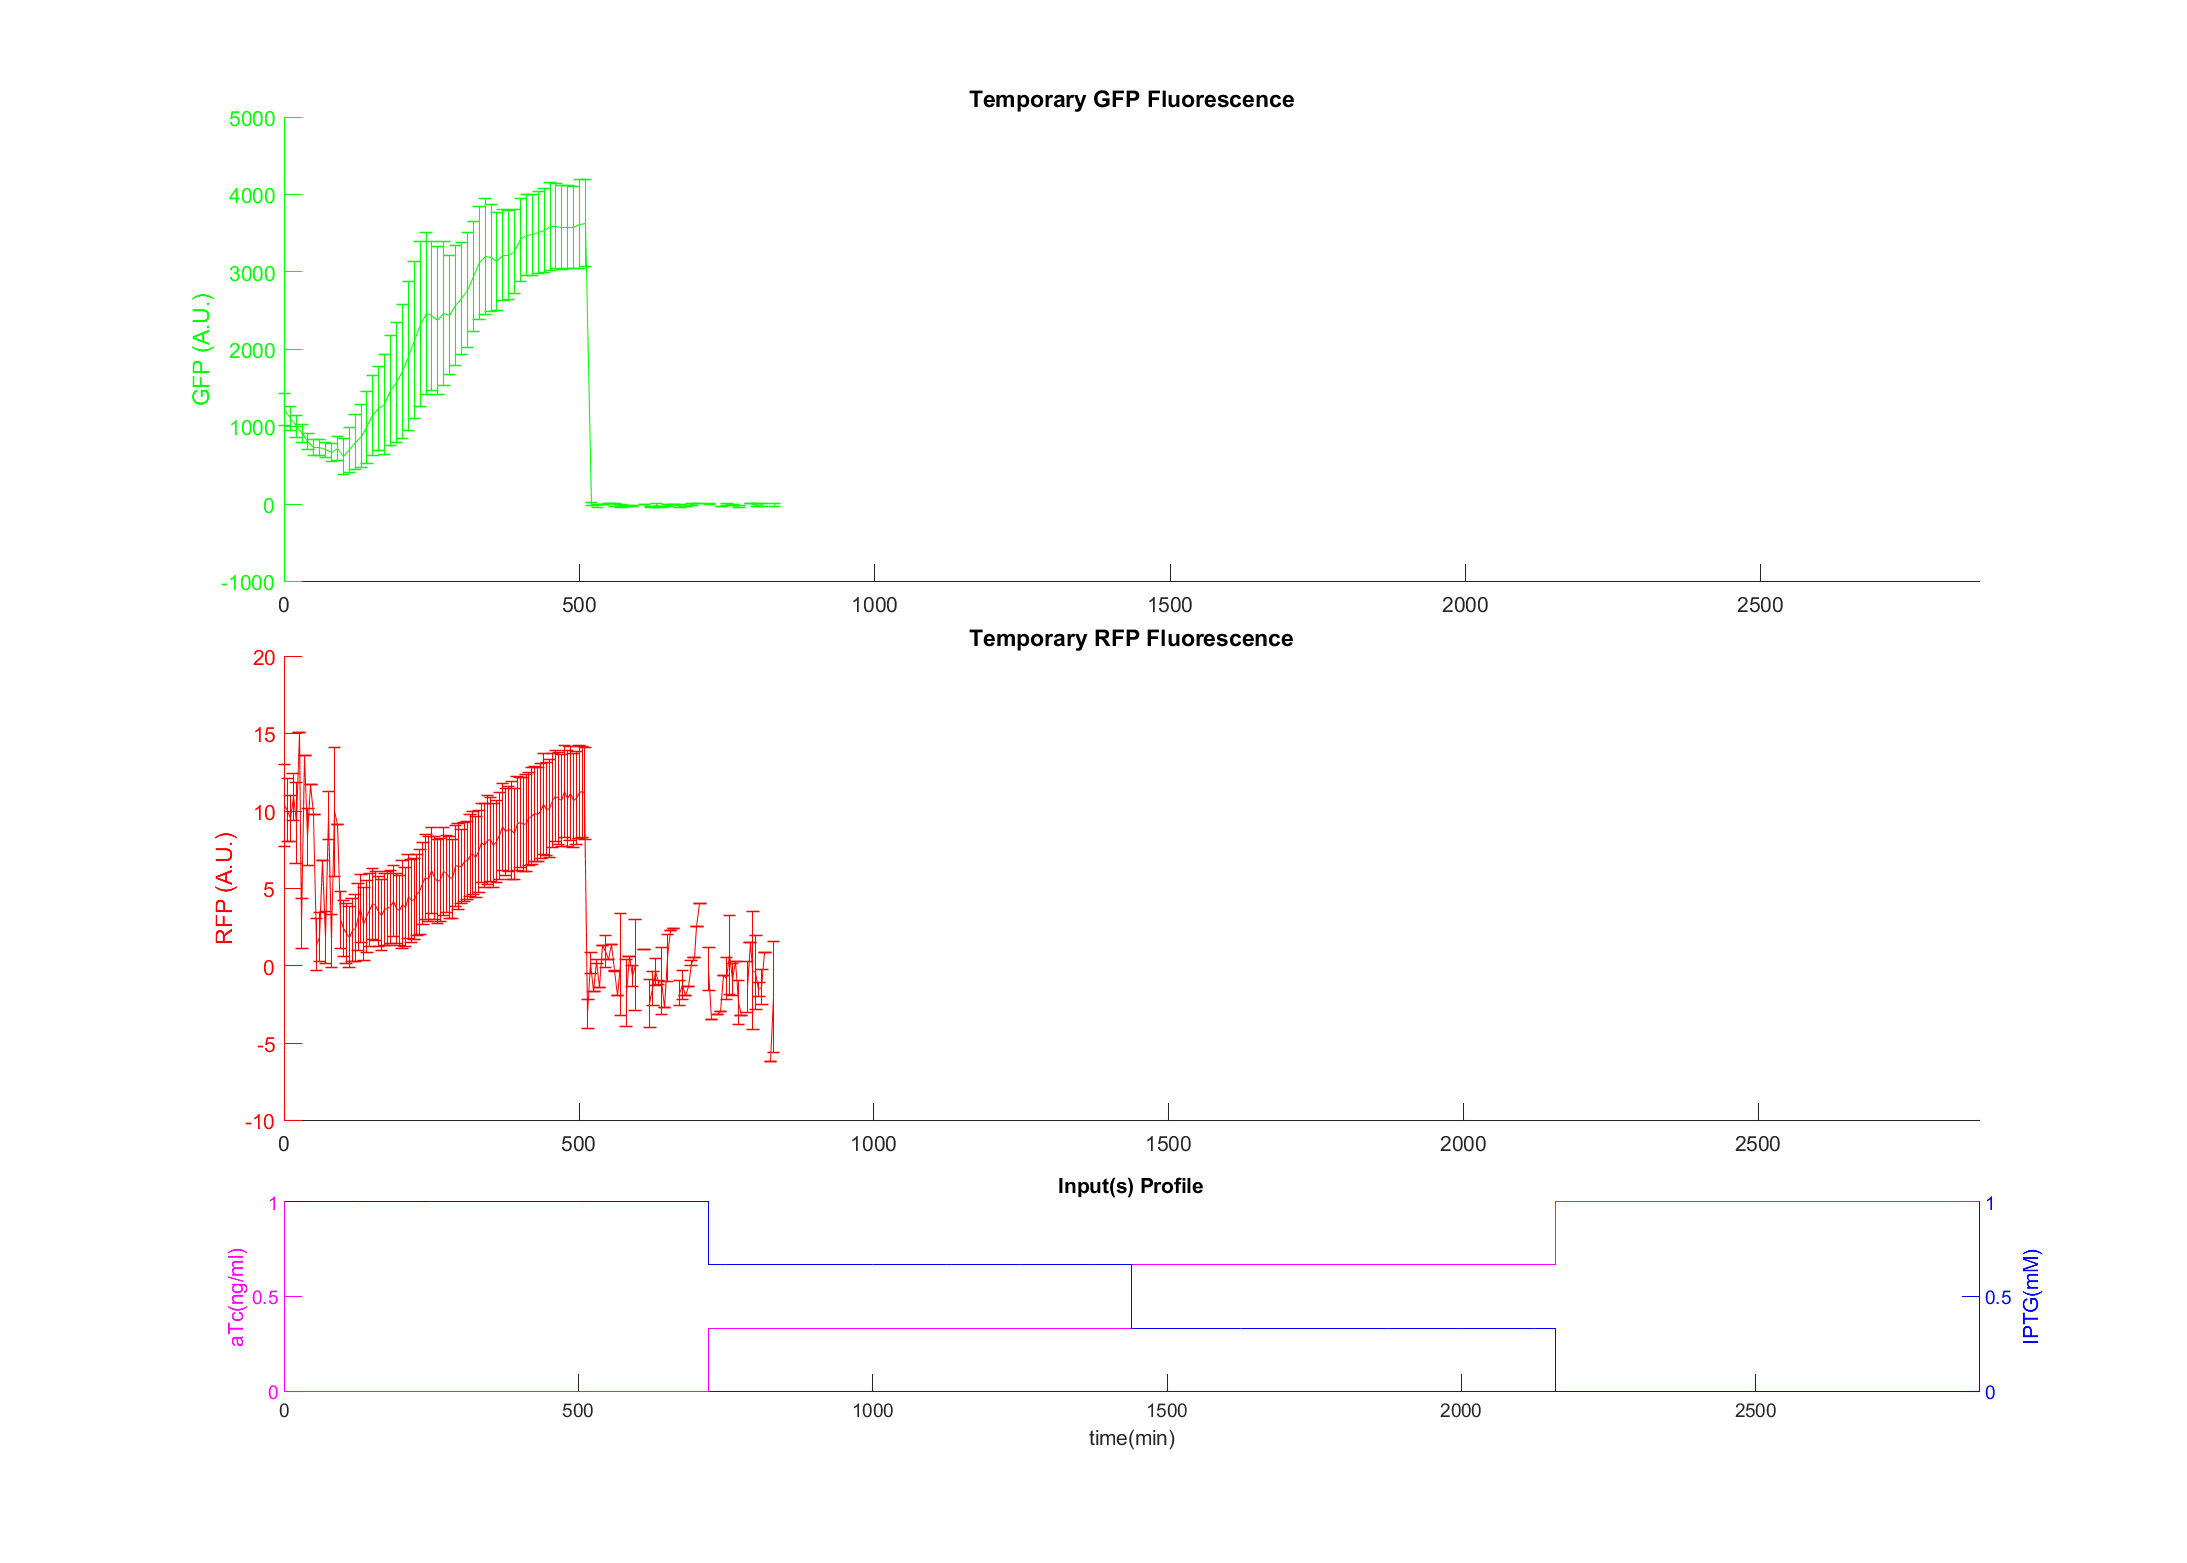 Temporary GFP Fluorescence
5000
4000
3000
2000
1000
0
-1000
GFP (A.U.)
0 500 1000 1500 2000 2500
Temporary RFP Fluorescence
20
15
10
5
0
-5
-10
RFP (A.U.)
0 500 1000 1500 2000 2500
Input(s) Profile
1
0.5
0
aTc(ng/ml)
1
0.5
0
IPTG(mM)
0 500 1000 1500 2000 2500
time(min)